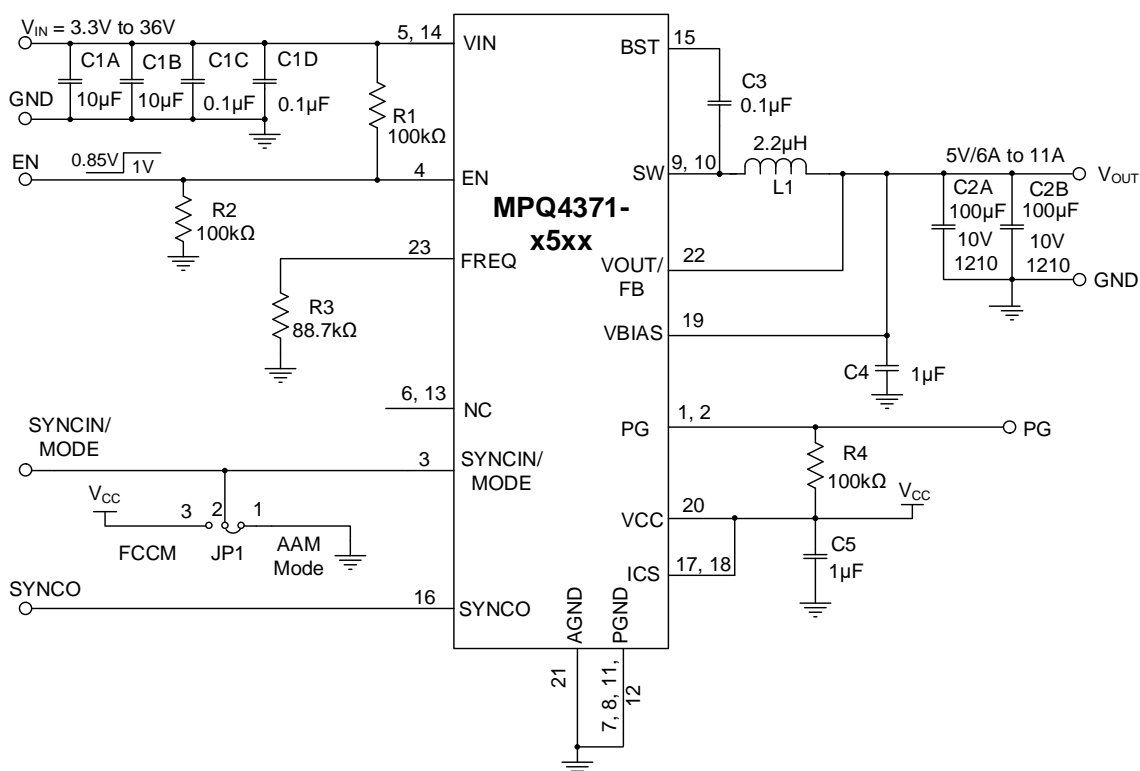 VIN = 3.3V to 36V
C1A
10µF
C1B
10µF
C1C
0.1µF
C1D
0.1µF
GND
R1
100kΩ
5, 14
VIN
EN
0.85V
1V
4
EN
R2
100kΩ
23
FREQ
R3
88.7kΩ
6, 13
NC
SYNCIN/
MODE
3
SYNCIN/
MODE
VCC
3
2
1
FCCM
JP1
AAM
Mode
SYNCO
16
SYNCO
MPQ4371-
x5xx
AGND
PGND
21
7, 8, 11,
12
BST
15
C3
0.1µF
SW
9, 10
2.2µH
L1
5V/6A to 11A
VOUT
C2A
100µF
10V
1210
C2B
100µF
10V
1210
GND
VOUT/
FB
22
VBIAS
19
C4
1µF
PG
1, 2
PG
R4
100kΩ
VCC
20
VCC
C5
1µF
ICS
17, 18